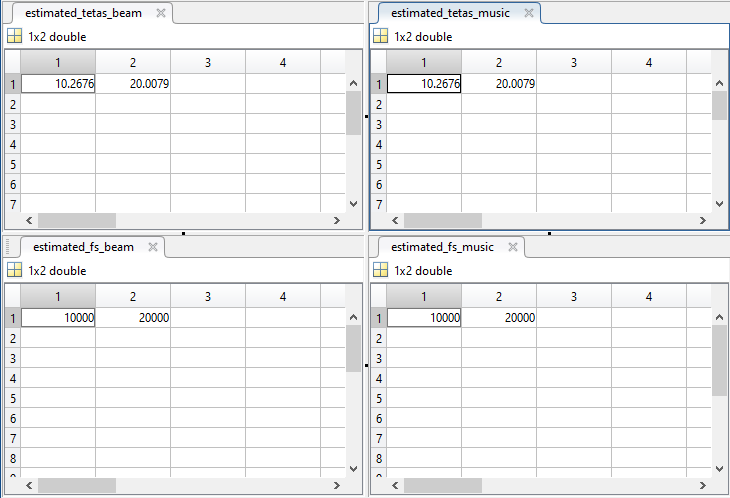 estimated_tetas_beam
1x2 double
1 2 3 4
1 10.2676 20.0079
2
3
4
5
6
7
estimated_tetas_music
1x2 double
1 2 3 4
1 10.2676 20.0079
2
3
4
5
6
7
estimated_fs_beam
1x2 double
1 2 3 4
1 10000 20000
2
3
4
5
6
7
8
estimated_fs_music
1x2 double
1 2 3 4
1 10000 20000
2
3
4
5
6
7
8